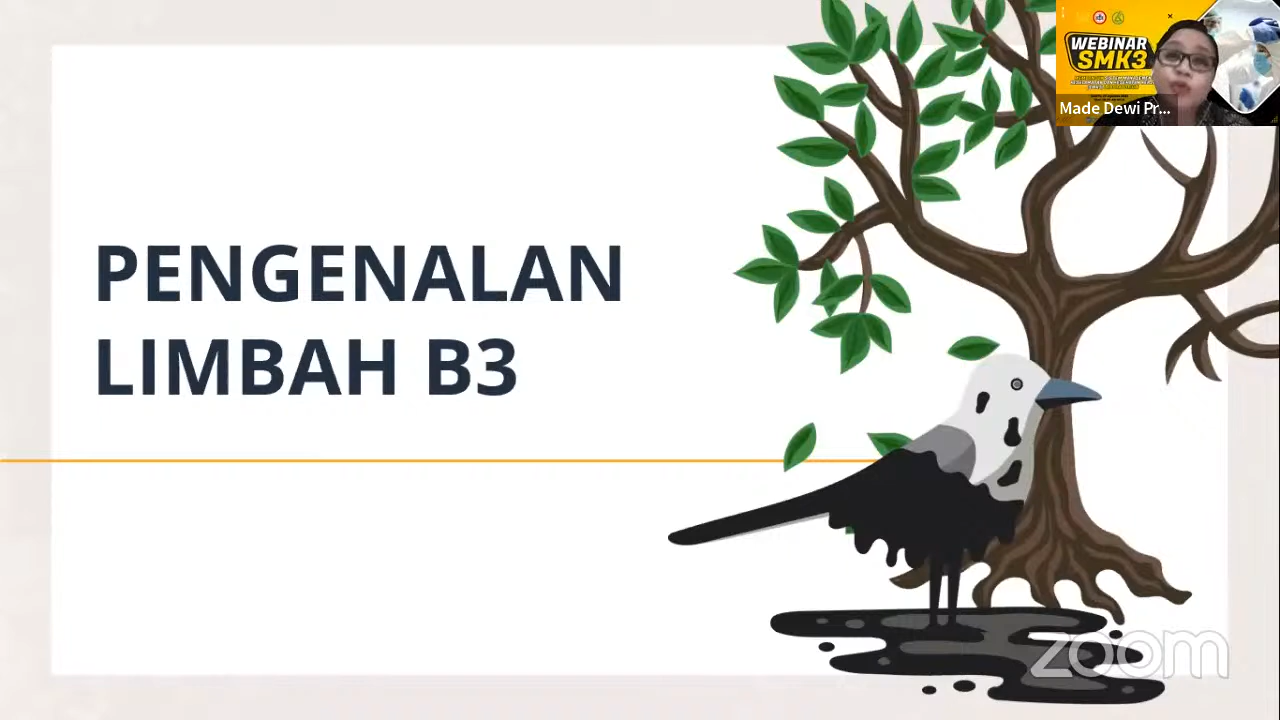 WEBINAR
SMK3
Made Dewi Pr...
PENGENALAN
LIMBAH B3
zoom